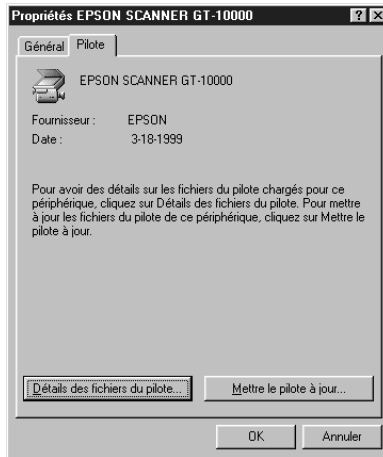 Propriétés EPSON SCANNER GT-10000
Général Pilote
EPSON SCANNER GT-10000
Fournisseur : EPSON
Date : 3-18-1999
Pour avoir des détails sur les fichiers du pilote chargés pour ce
périphérique, cliquez sur Détails des fichiers du pilote. Pour mettre
à jour les fichiers du pilote de ce périphérique, cliquez sur Mettre le
pilote à jour.
Détails des fichiers du pilote... Mettre le pilote à jour...
OK Annuler